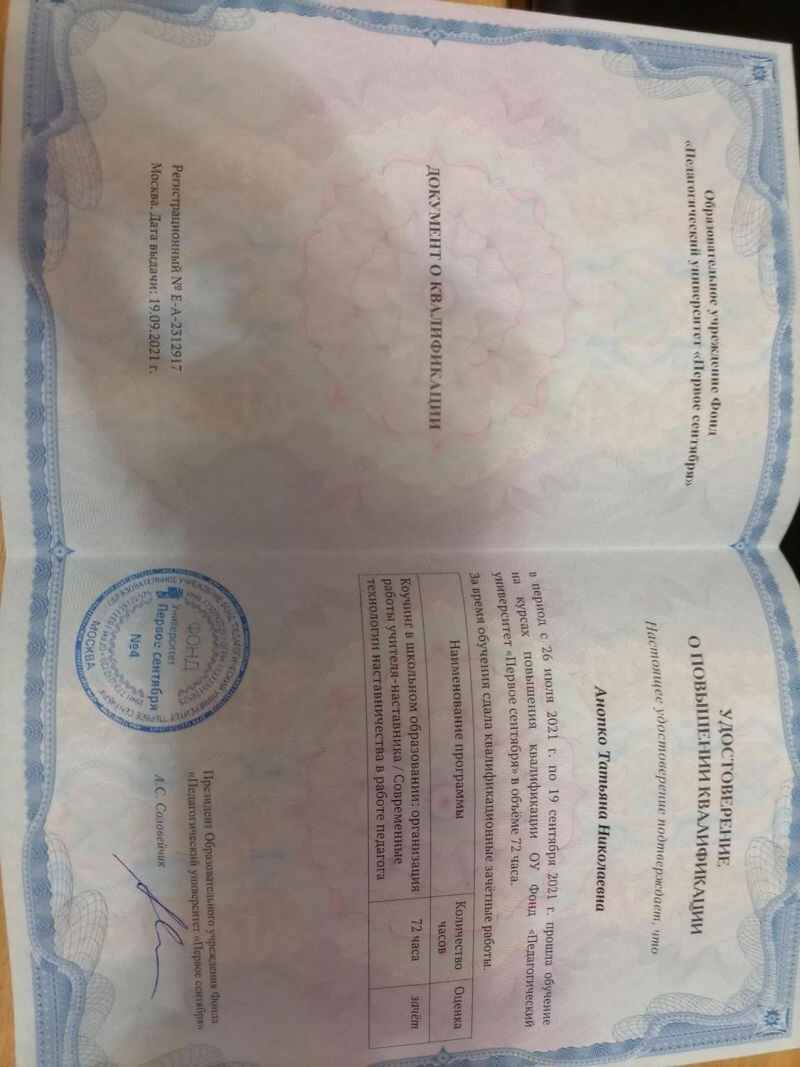 Образовательное учреждение Фонд
«Педагогический университет «Первое сентября»
ДОКУМЕНТ О КВАЛИФИКАЦИИ
Регистрационный № E-A-2312917
Москва. Дата выдачи: 19.09.2021 г.
УДОСТОВЕРЕНИЕ
О ПОВЫШЕНИИ КВАЛИФИКАЦИИ
Настоящее удостоверение подтверждает, что
Анопко Татьяна Николаевна
в период с 26 июля 2021 г. по 19 сентября 2021 г. прошла обучение
на курсах повышения квалификации ОУ Фонд «Педагогический
университет «Первое сентября» в объёме 72 часа.
За время обучения сдала квалификационные зачётные работы.
Наименование программы
Количество
часов
Оценка
Коучинг в школьном образовании: организация
работы учителя-наставника / Современные
технологии наставничества в работе педагога
72 часа
зачёт
Президент Образовательного учреждения Фонда
«Педагогический университет «Первое сентября»
А.С. Соловейчик
ФОНД
Университет
Первое сентября
№4
МОСКВА